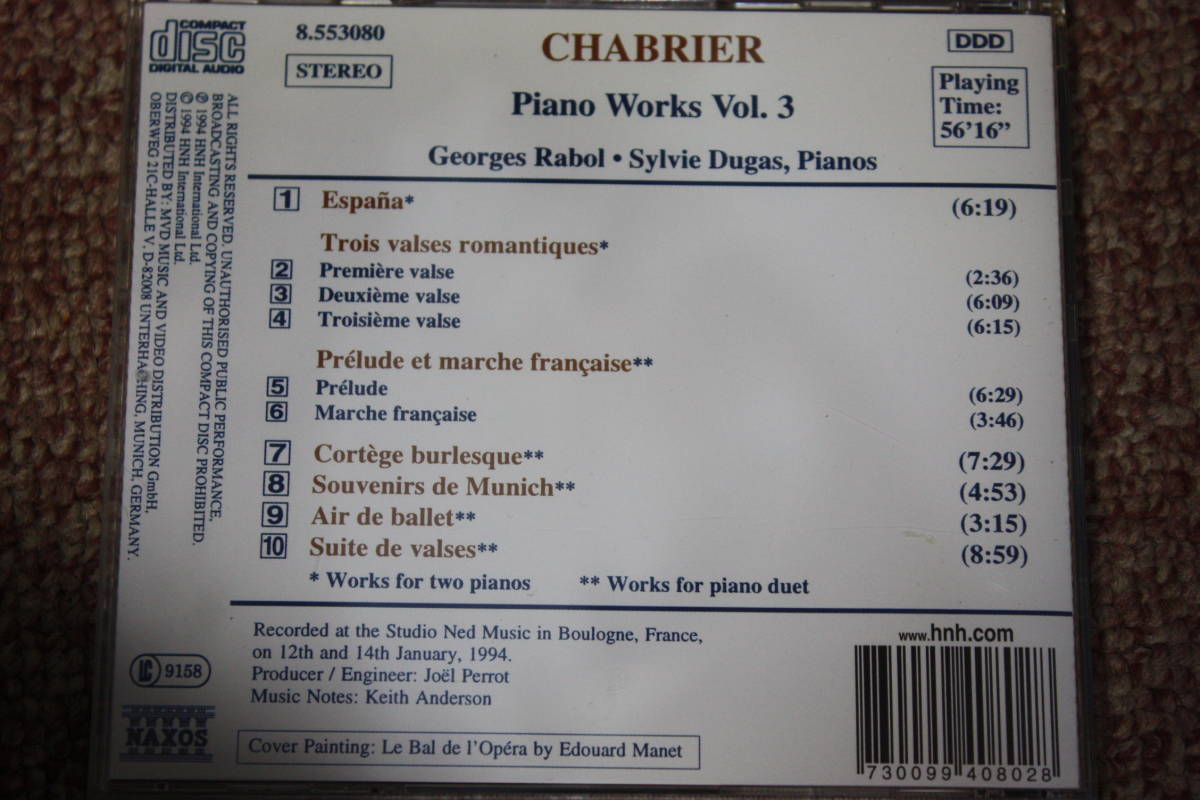 COMPACT
disc
DIGITAL AUDIO
8.553080
STEREO
CHABRIER
Piano Works Vol. 3
Georges Rabol • Sylvie Dugas, Pianos
DDD
Playing
Time:
56'16"
1 España* (6:19)
Trois valses romantiques*
2 Première valse (2:36)
3 Deuxième valse (6:09)
4 Troisième valse (6:15)
Prélude et marche française**
5 Prélude (6:29)
6 Marche française (3:46)
7 Cortège burlesque** (7:29)
8 Souvenirs de Munich** (4:53)
9 Air de ballet** (3:15)
10 Suite de valses** (8:59)
* Works for two pianos ** Works for piano duet
Recorded at the Studio Ned Music in Boulogne, France,
on 12th and 14th January, 1994.
Producer / Engineer: Joël Perrot
Music Notes: Keith Anderson
Cover Painting: Le Bal de l'Opéra by Edouard Manet
www.hnh.com
7 30099 40802 8
ALL RIGHTS RESERVED. UNAUTHORISED PUBLIC PERFORMANCE,
BROADCASTING AND COPYING OF THIS COMPACT DISC PROHIBITED.
℗ 1994 HNH International Ltd.
© 1994 HNH International Ltd.
DISTRIBUTED BY: MVD MUSIC AND VIDEO DISTRIBUTION GmbH,
OBERWEG 21C-HALLE V, D-82008 UNTERHACHING, MUNICH, GERMANY.
LC 9158
NAXOS